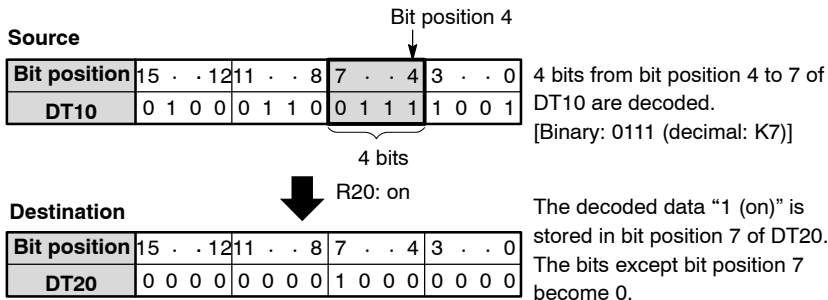 Bit position 4
Source
Bit position 15 · · 12 11 · · 8 7 · · 4 3 · · 0
DT10 0 1 0 0 0 1 1 0 0 1 1 1 1 0 0 1
4 bits from bit position 4 to 7 of
DT10 are decoded.
[Binary: 0111 (decimal: K7)]
4 bits
R20: on
Destination
Bit position 15 · · 12 11 · · 8 7 · · 4 3 · · 0
DT20 0 0 0 0 0 0 0 0 1 0 0 0 0 0 0 0
The decoded data “1 (on)” is
stored in bit position 7 of DT20.
The bits except bit position 7
become 0.